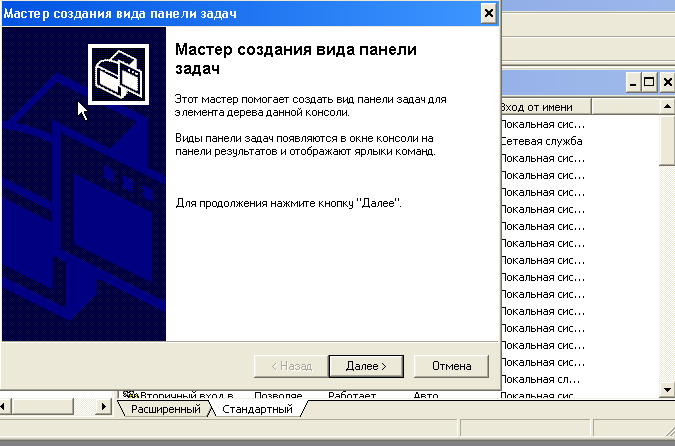 Мастер создания вида панели задач
Мастер создания вида панели
задач
Этот мастер помогает создать вид панели задач для
элемента дерева данной консоли.
Виды панели задач появляются в окне консоли на
панели результатов и отображают ярлыки команд.
Для продолжения нажмите кнопку "Далее".
< Назад
Далее >
Отмена
Вход от имени
Локальная сис...
Сетевая служба
Локальная сис...
Локальная сис...
Локальная сис...
Локальная сис...
Локальная сис...
Локальная сис...
Локальная сис...
Локальная сис...
Локальная сис...
Локальная сис...
Локальная сис...
Локальная сис...
Локальная сис...
Локальная сл...
Вторичный вход в... Позволяе... Работает Авто Локальная сис...
Расширенный Стандартный